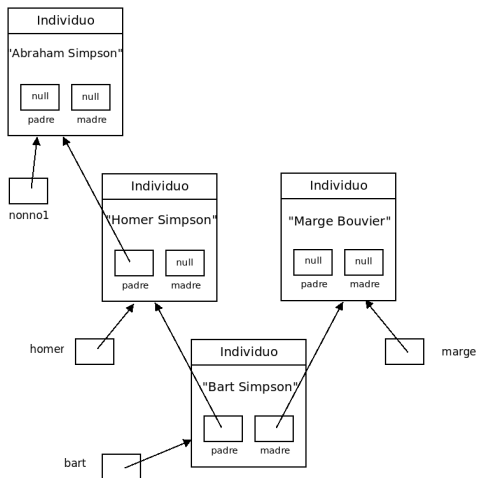 Individuo
"Abraham Simpson"
null null
padre madre
nonno1
Individuo
"Homer Simpson"
null
padre madre
Individuo
"Marge Bouvier"
null null
padre madre
homer
marge
Individuo
"Bart Simpson"
padre madre
bart